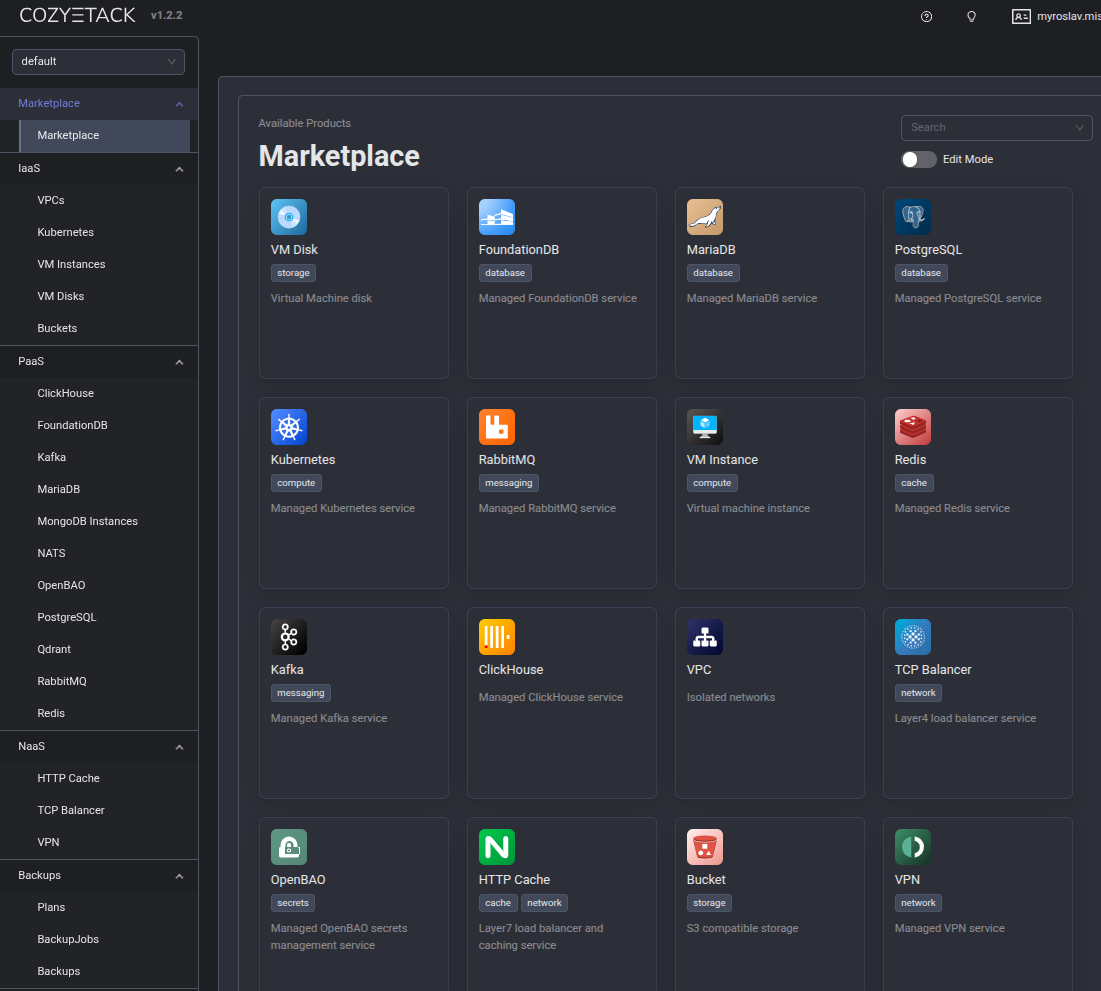 COZYSTACK v1.2.2
myroslav.mis
default
Marketplace
Marketplace
IaaS
VPCs
Kubernetes
VM Instances
VM Disks
Buckets
PaaS
ClickHouse
FoundationDB
Kafka
MariaDB
MongoDB Instances
NATS
OpenBAO
PostgreSQL
Qdrant
RabbitMQ
Redis
NaaS
HTTP Cache
TCP Balancer
VPN
Backups
Plans
BackupJobs
Backups
Available Products
Marketplace
Search
Edit Mode
VM Disk
storage
Virtual Machine disk
FoundationDB
database
Managed FoundationDB service
MariaDB
database
Managed MariaDB service
PostgreSQL
database
Managed PostgreSQL service
Kubernetes
compute
Managed Kubernetes service
RabbitMQ
messaging
Managed RabbitMQ service
VM Instance
compute
Virtual machine instance
Redis
cache
Managed Redis service
Kafka
messaging
Managed Kafka service
ClickHouse
Managed ClickHouse service
VPC
Isolated networks
TCP Balancer
network
Layer4 load balancer service
OpenBAO
secrets
Managed OpenBAO secrets
management service
HTTP Cache
cache network
Layer7 load balancer and
caching service
Bucket
storage
S3 compatible storage
VPN
network
Managed VPN service